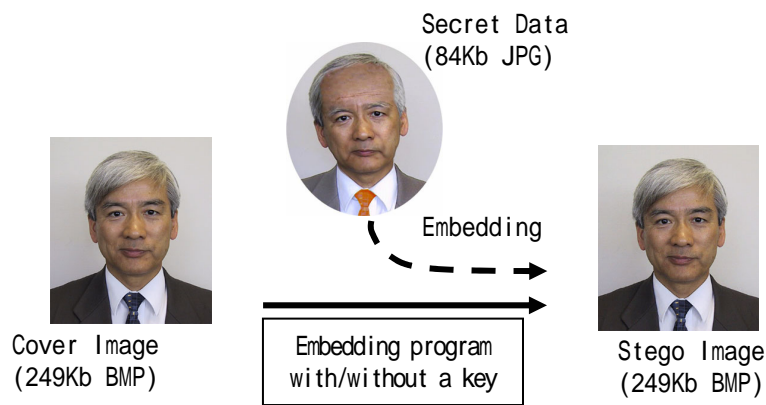 Secret Data
(84Kb JPG)
Embedding
Cover Image
(249Kb BMP)
Embedding program
with/without a key
Stego Image
(249Kb BMP)